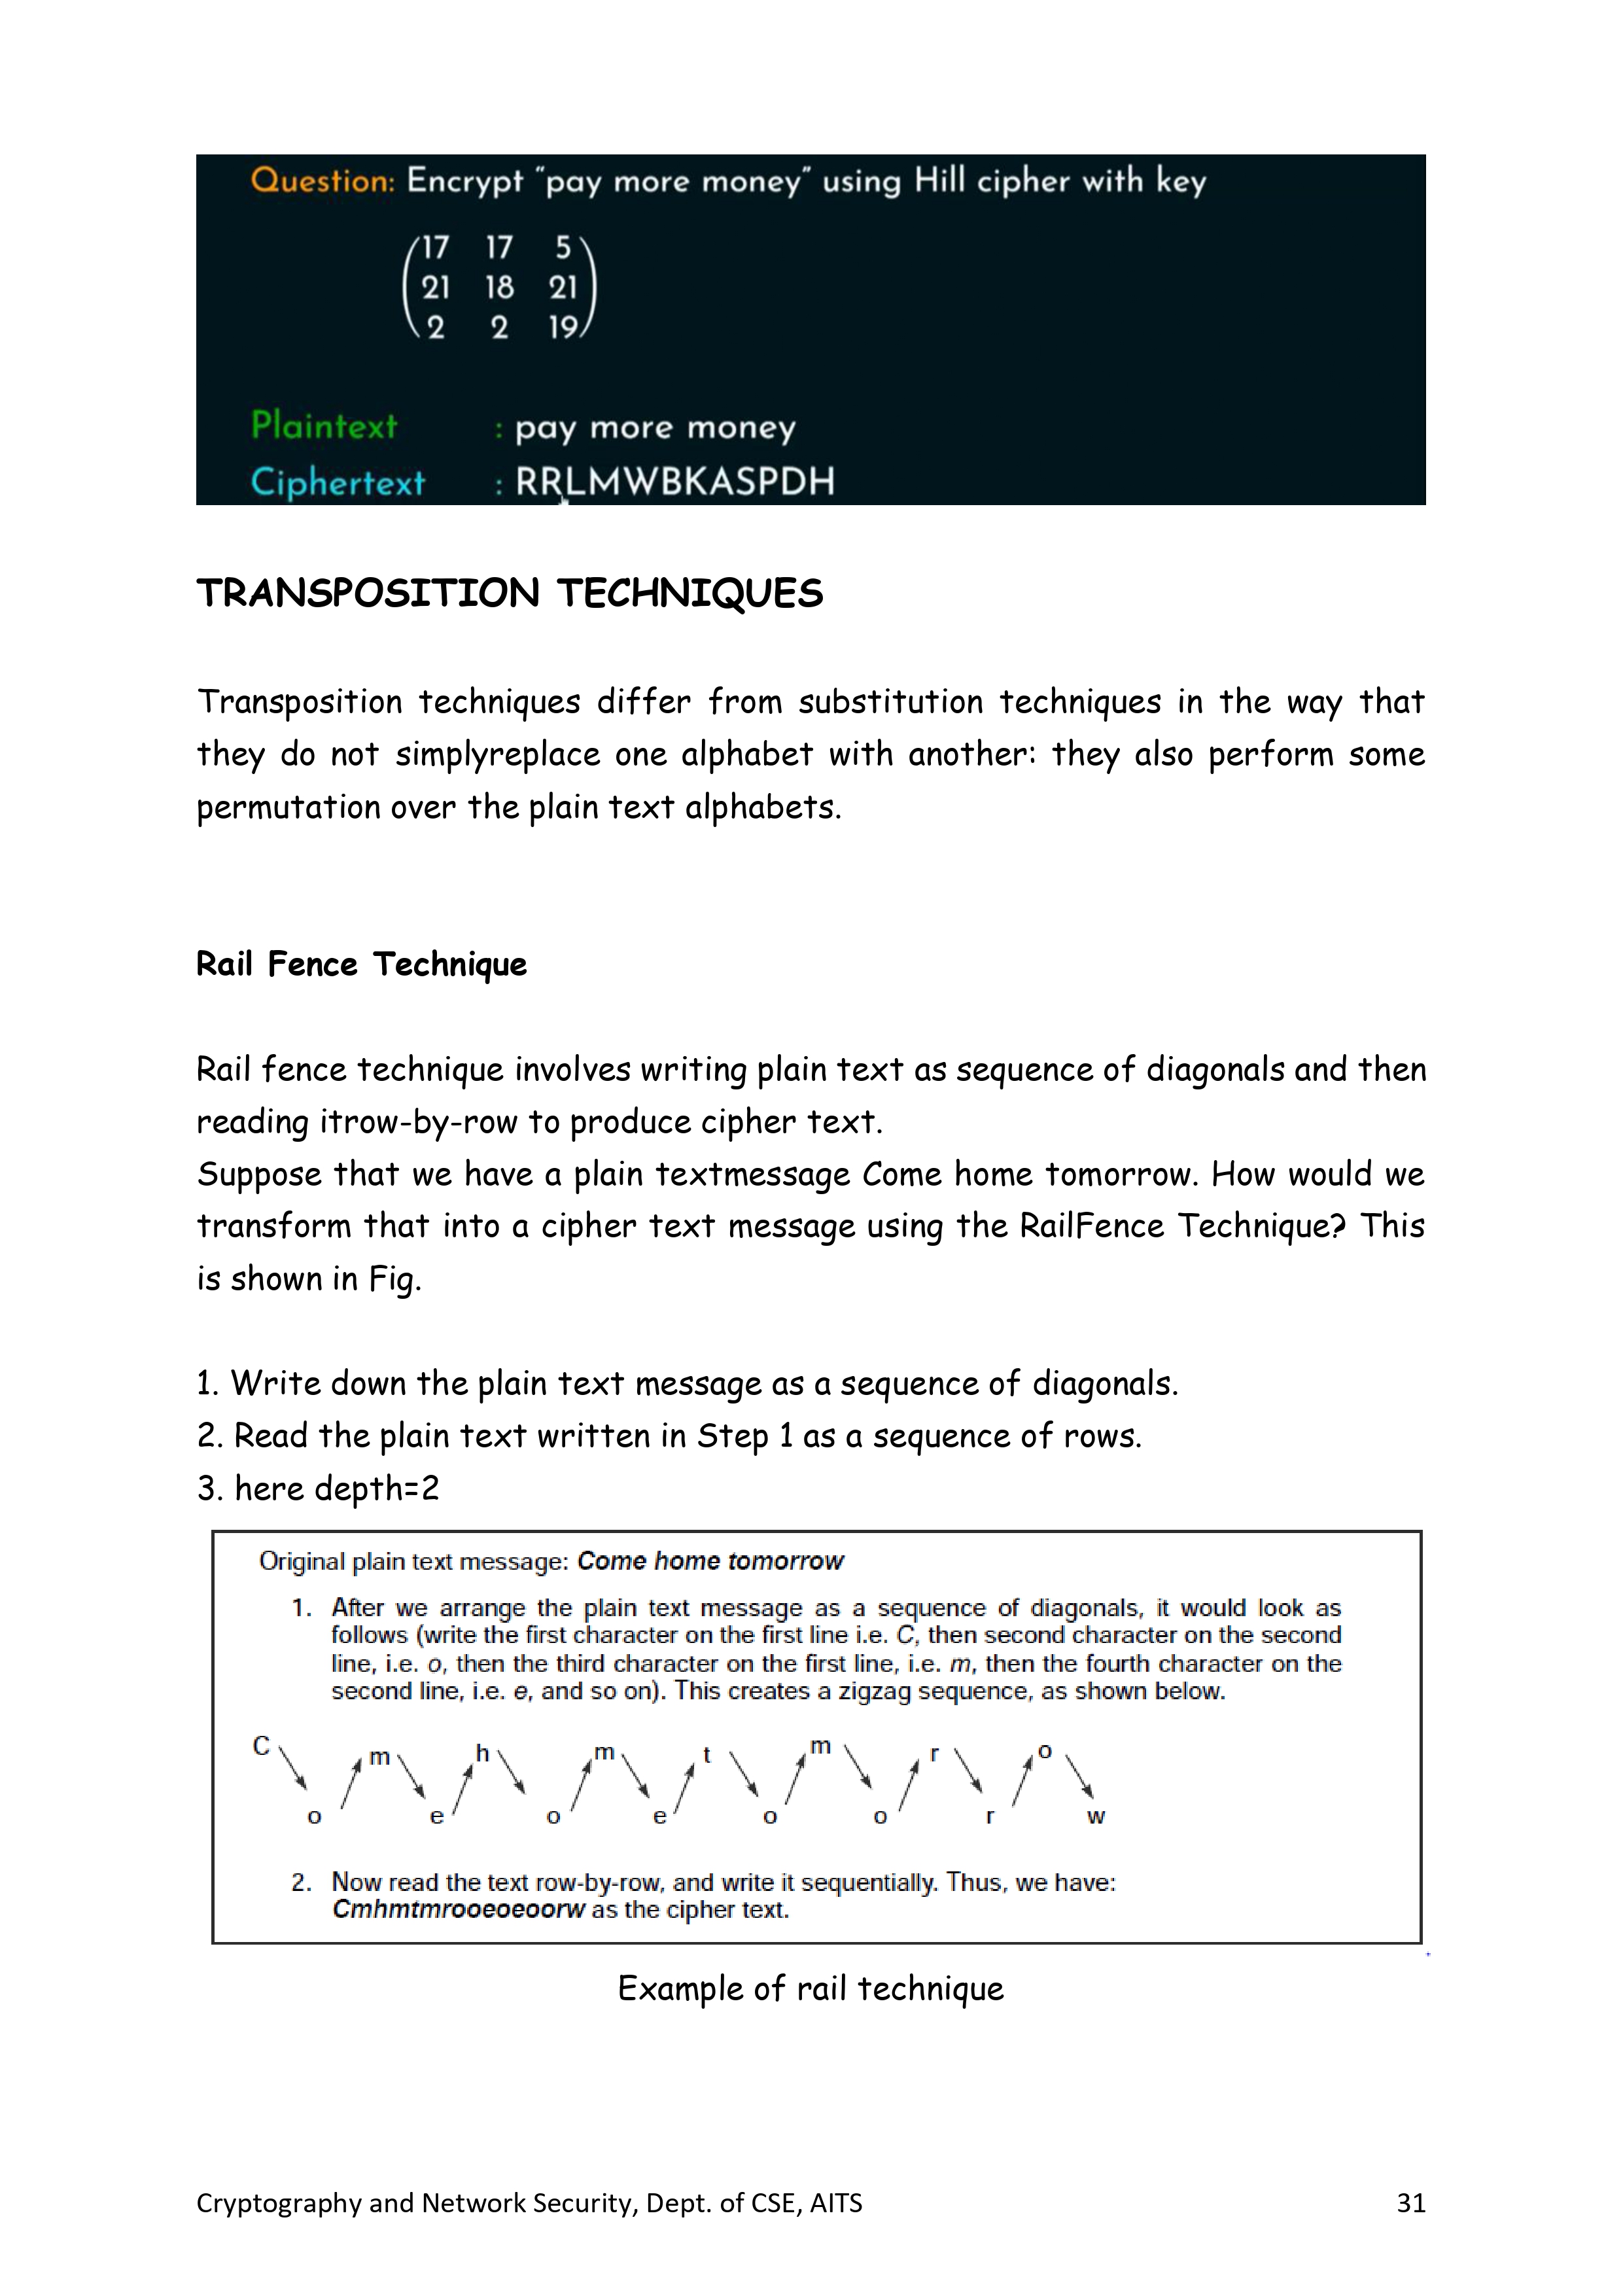 Question: Encrypt “pay more money” using Hill cipher with key
17 17 5
21 18 21
2 2 19
Plaintext : pay more money
Ciphertext : RRLMWBKASPDH
TRANSPOSITION TECHNIQUES
Transposition techniques differ from substitution techniques in the way that
they do not simplyreplace one alphabet with another: they also perform some
permutation over the plain text alphabets.
Rail Fence Technique
Rail fence technique involves writing plain text as sequence of diagonals and then
reading itrow-by-row to produce cipher text.
Suppose that we have a plain textmessage Come home tomorrow. How would we
transform that into a cipher text message using the RailFence Technique? This
is shown in Fig.
1. Write down the plain text message as a sequence of diagonals.
2. Read the plain text written in Step 1 as a sequence of rows.
3. here depth=2
Original plain text message: Come home tomorrow
1. After we arrange the plain text message as a sequence of diagonals, it would look as
follows (write the first character on the first line i.e. C, then second character on the second
line, i.e. o, then the third character on the first line, i.e. m, then the fourth character on the
second line, i.e. e, and so on). This creates a zigzag sequence, as shown below.
C m h m t m r o
o e o e o o r w
2. Now read the text row-by-row, and write it sequentially. Thus, we have:
Cmhmtmrooeoeoorw as the cipher text.
Example of rail technique
Cryptography and Network Security, Dept. of CSE, AITS 31